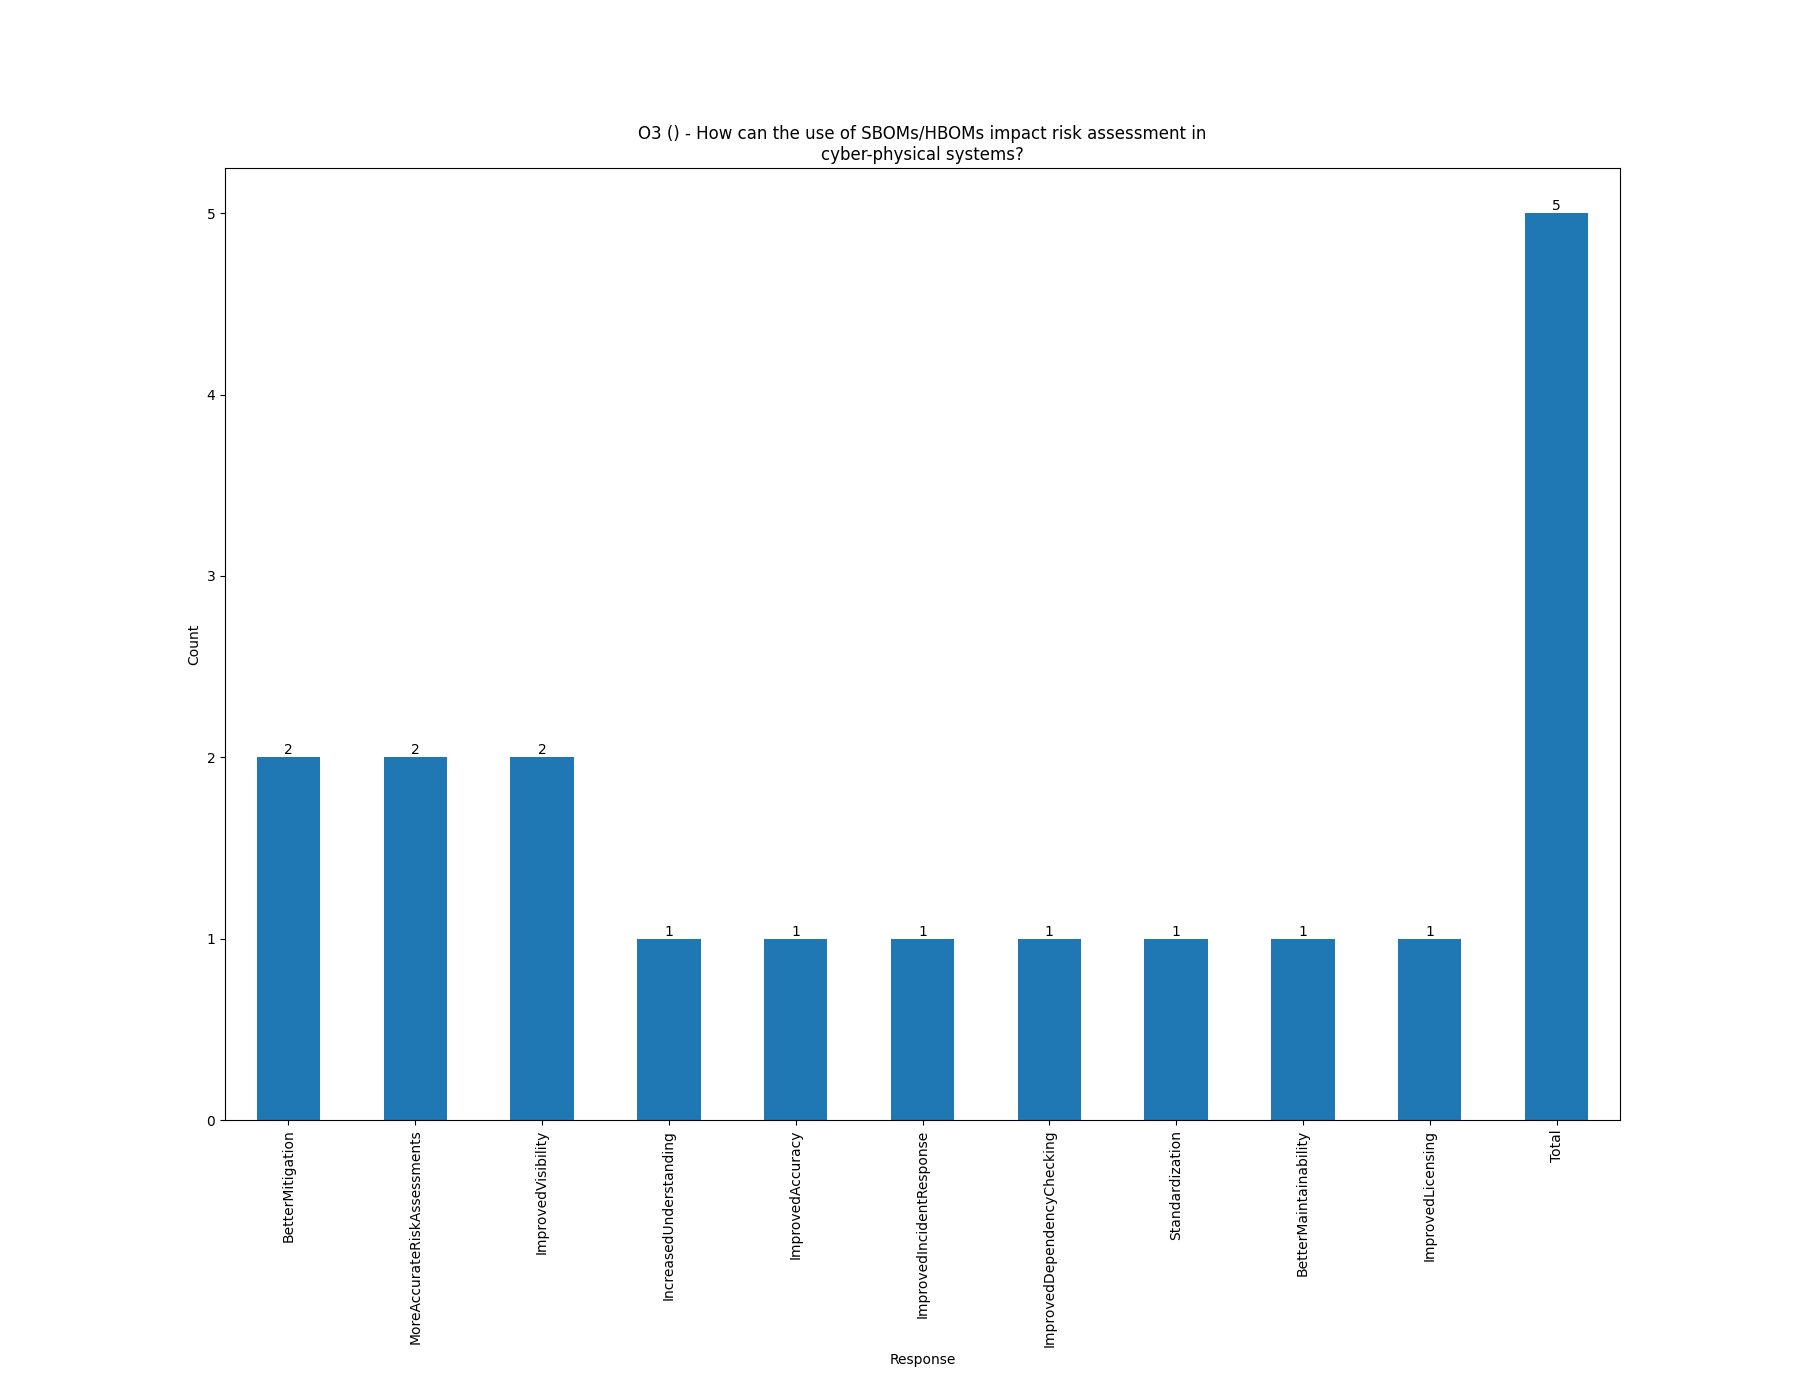 O3 () - How can the use of SBOMs/HBOMs impact risk assessment in
cyber-physical systems?
5
4
3
2
1
0
Count
2
2
2
1
1
1
1
1
1
1
5
BetterMitigation
MoreAccurateRiskAssessments
ImprovedVisibility
IncreasedUnderstanding
ImprovedAccuracy
ImprovedIncidentResponse
ImprovedDependencyChecking
Standardization
BetterMaintainability
ImprovedLicensing
Total
Response